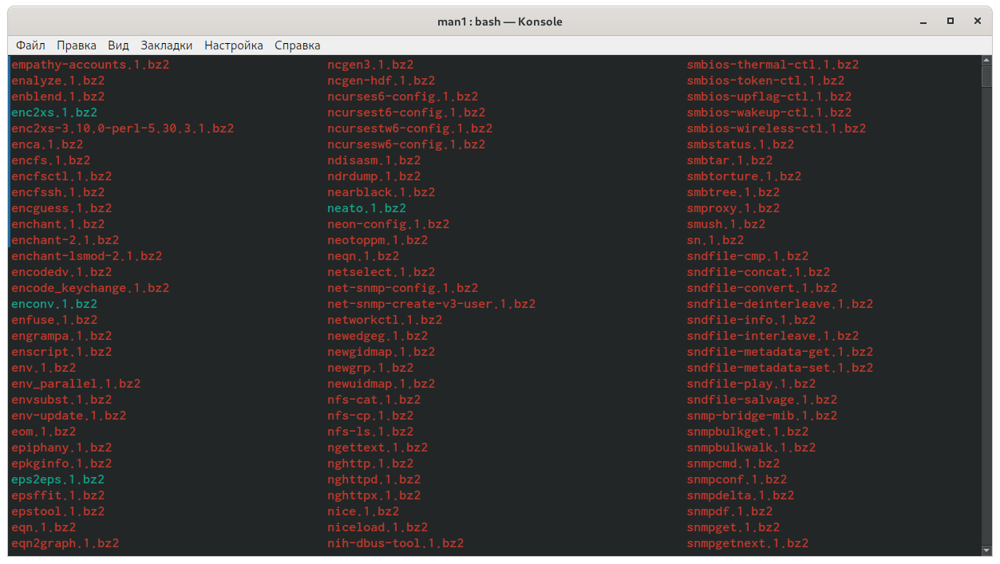 man1 : bash — Konsole
Файл Правка Вид Закладки Настройка Справка
empathy-accounts.1.bz2 ncgen3.1.bz2 smbios-thermal-ctl.1.bz2
enalyze.1.bz2 ncgen-hdf.1.bz2 smbios-token-ctl.1.bz2
enblend.1.bz2 ncurses6-config.1.bz2 smbios-upflag-ctl.1.bz2
enc2xs.1.bz2 ncursest6-config.1.bz2 smbios-wakeup-ctl.1.bz2
enc2xs-3.10.0-perl-5.30.3.1.bz2 ncursestw6-config.1.bz2 smbios-wireless-ctl.1.bz2
enca.1.bz2 ncursesw6-config.1.bz2 smbstatus.1.bz2
encfs.1.bz2 ndisasm.1.bz2 smbtar.1.bz2
encfsctl.1.bz2 ndrdump.1.bz2 smbtorture.1.bz2
encfssh.1.bz2 nearblack.1.bz2 smbtree.1.bz2
encguess.1.bz2 neato.1.bz2 smproxy.1.bz2
enchant.1.bz2 neon-config.1.bz2 smush.1.bz2
enchant-2.1.bz2 neotoppm.1.bz2 sn.1.bz2
enchant-lsmod-2.1.bz2 neqn.1.bz2 sndfile-cmp.1.bz2
encodedv.1.bz2 netselect.1.bz2 sndfile-concat.1.bz2
encode_keychange.1.bz2 net-snmp-config.1.bz2 sndfile-convert.1.bz2
enconv.1.bz2 net-snmp-create-v3-user.1.bz2 sndfile-deinterleave.1.bz2
enfuse.1.bz2 networkctl.1.bz2 sndfile-info.1.bz2
engrampa.1.bz2 newedgeg.1.bz2 sndfile-interleave.1.bz2
enscript.1.bz2 newgidmap.1.bz2 sndfile-metadata-get.1.bz2
env.1.bz2 newgrp.1.bz2 sndfile-metadata-set.1.bz2
env_parallel.1.bz2 newuidmap.1.bz2 sndfile-play.1.bz2
envsubst.1.bz2 nfs-cat.1.bz2 sndfile-salvage.1.bz2
env-update.1.bz2 nfs-cp.1.bz2 snmp-bridge-mib.1.bz2
eom.1.bz2 nfs-ls.1.bz2 snmpbulkget.1.bz2
epiphany.1.bz2 ngettext.1.bz2 snmpbulkwalk.1.bz2
epkginfo.1.bz2 nghttp.1.bz2 snmpcmd.1.bz2
eps2eps.1.bz2 nghttpd.1.bz2 snmpconf.1.bz2
epsffit.1.bz2 nghttpx.1.bz2 snmpdelta.1.bz2
epstool.1.bz2 nice.1.bz2 snmpdf.1.bz2
eqn.1.bz2 niceload.1.bz2 snmpget.1.bz2
eqn2graph.1.bz2 nih-dbus-tool.1.bz2 snmpgetnext.1.bz2